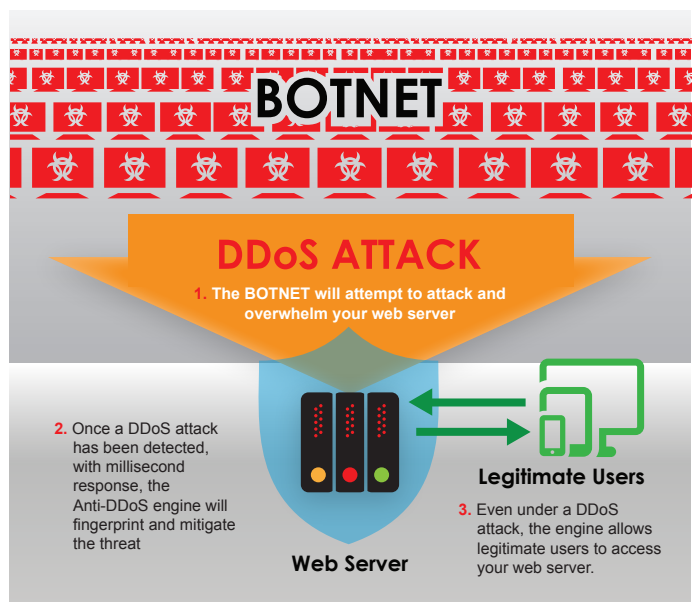 BOTNET
DDoS ATTACK
1. The BOTNET will attempt to attack and
overwhelm your web server
2. Once a DDoS attack
has been detected,
with millisecond
response, the
Anti-DDoS engine will
fingerprint and mitigate
the threat
Web Server
Legitimate Users
3. Even under a DDoS
attack, the engine allows
legitimate users to access
your web server.